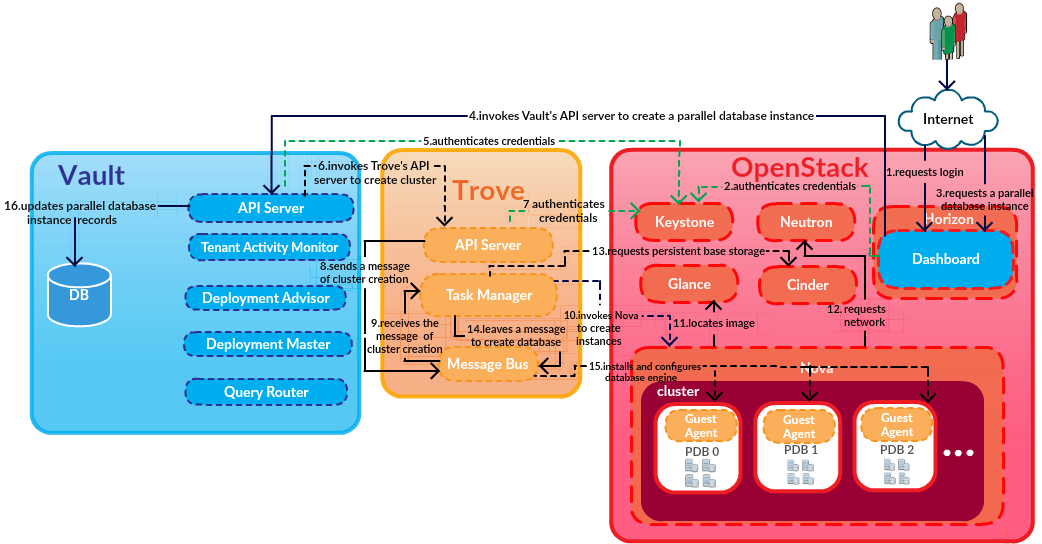 Internet
4.invokes Vault's API server to create a parallel database instance
5.authenticates credentials
1.requests login
3.requests a parallel
database instance
Vault
6.invokes Trove's API
server to create cluster
Trove
OpenStack
2.authenticates credentials
16.updates parallel database
instance records
API Server
7 authenticates
credentials
Keystone
Neutron
Horizon
Dashboard
Tenant Activity Monitor
API Server
13.requests persistent base storage
8.sends a message
of cluster creation
DB
Deployment Advisor
Task Manager
Glance
Cinder
9.receives the
message of
cluster creation
14.leaves a message
to create database
10.invokes Nova
to create
instances
11.locates image
12.requests
network
Deployment Master
Message Bus
15.installs and configures
database engine
Nova
Query Router
cluster
Guest
Agent
PDB 0
Guest
Agent
PDB 1
Guest
Agent
PDB 2